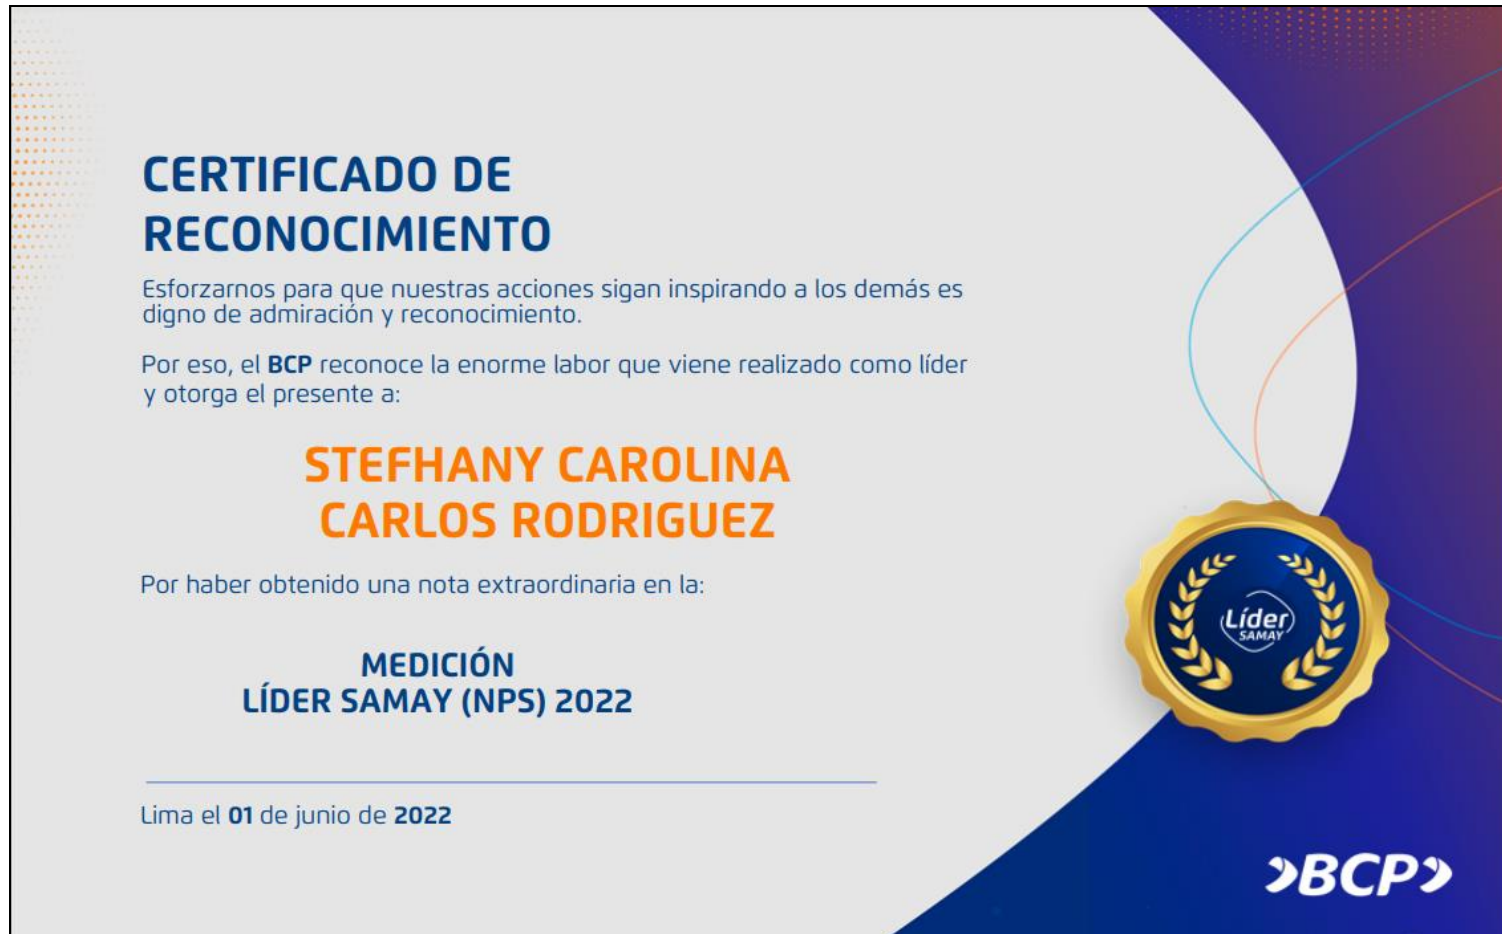 CERTIFICADO DE
RECONOCIMIENTO
Esforzarnos para que nuestras acciones sigan inspirando a los demás es
digno de admiración y reconocimiento.
Por eso, el BCP reconoce la enorme labor que viene realizado como líder
y otorga el presente a:
STEFHANY CAROLINA
CARLOS RODRIGUEZ
Por haber obtenido una nota extraordinaria en la:
MEDICIÓN
LÍDER SAMAY (NPS) 2022
Líder
SAMAY
Lima el 01 de junio de 2022
BCP